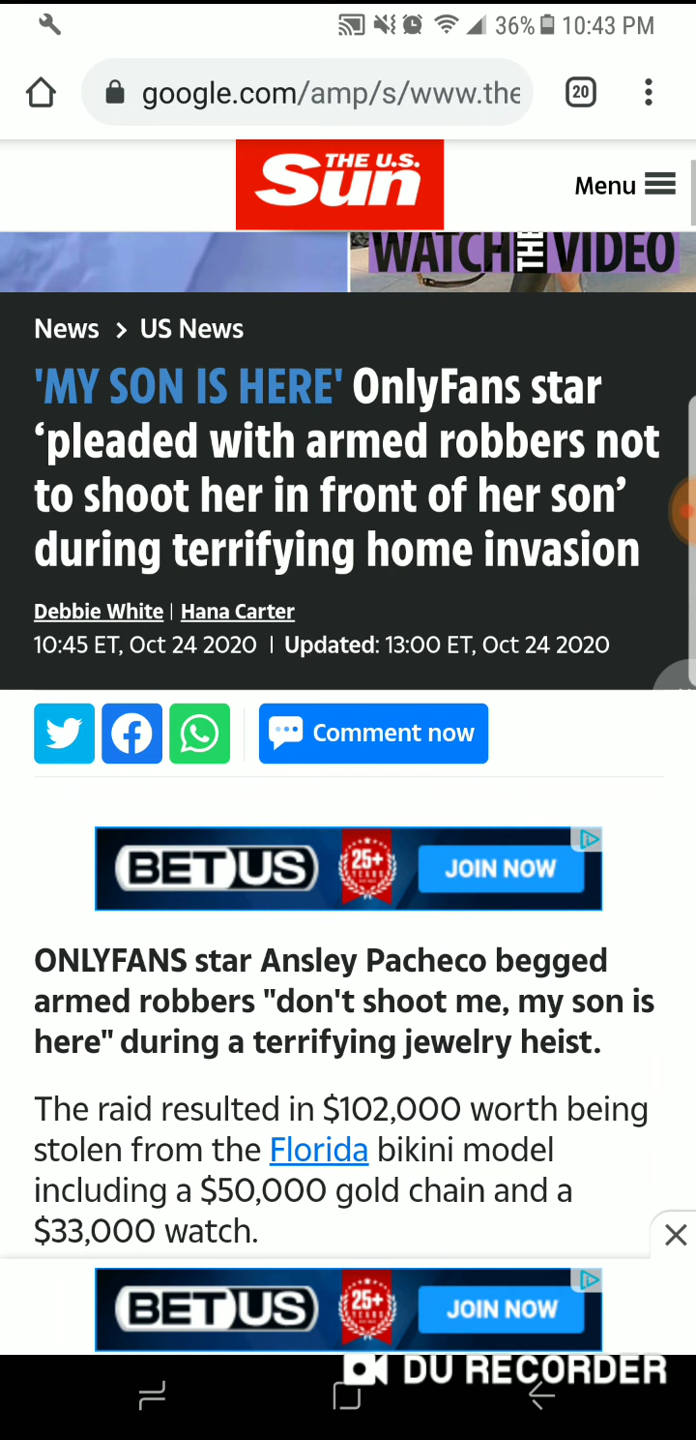 36% 10:43 PM
google.com/amp/s/www.the
20
THE U.S.
Sun
Menu
WATCH THE VIDEO
News > US News
'MY SON IS HERE' OnlyFans star
‘pleaded with armed robbers not
to shoot her in front of her son’
during terrifying home invasion
Debbie White | Hana Carter
10:45 ET, Oct 24 2020 | Updated: 13:00 ET, Oct 24 2020
Comment now
BETUS 25+ YEARS JOIN NOW
ONLYFANS star Ansley Pacheco begged
armed robbers "don't shoot me, my son is
here" during a terrifying jewelry heist.
The raid resulted in $102,000 worth being
stolen from the Florida bikini model
including a $50,000 gold chain and a
$33,000 watch.
BETUS 25+ YEARS JOIN NOW
DU RECORDER